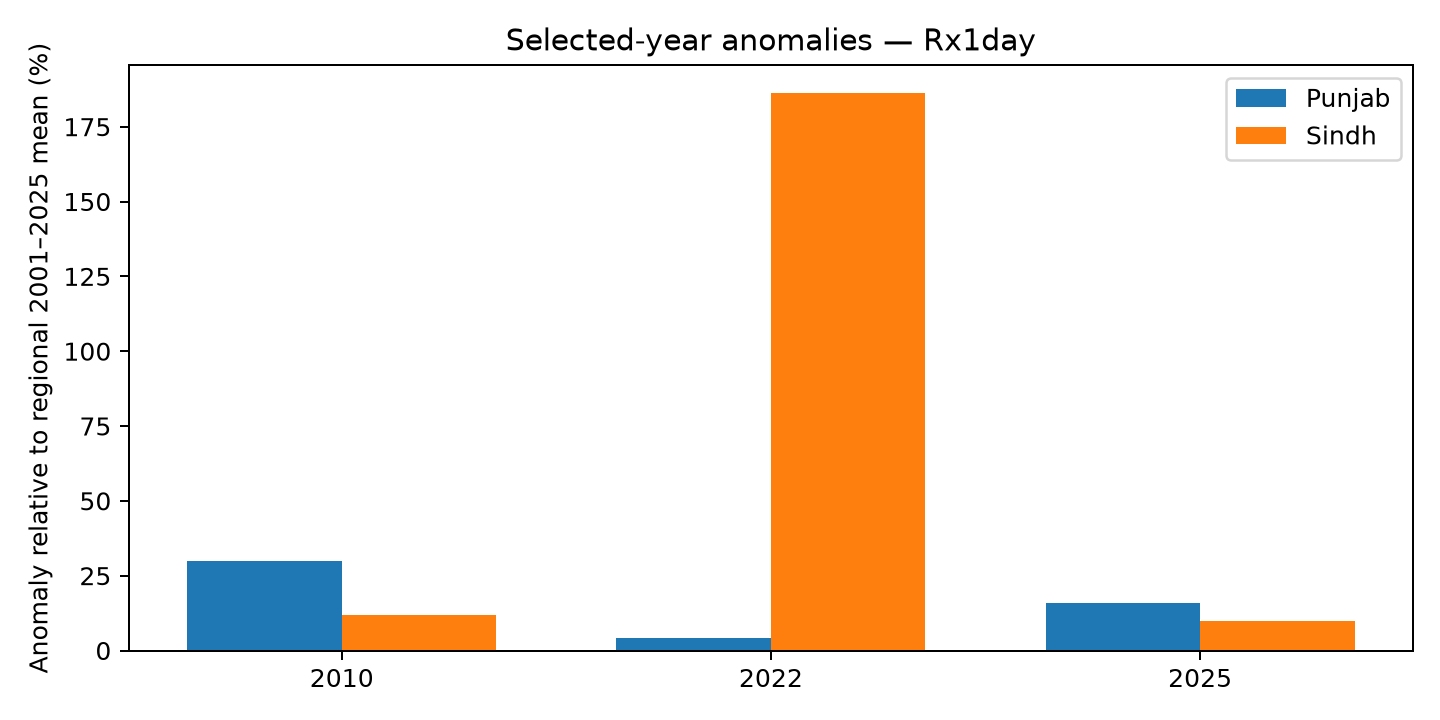 Selected-year anomalies — Rx1day
Anomaly relative to regional 2001–2025 mean (%)
175
150
125
100
75
50
25
0
Punjab
Sindh
2010
2022
2025